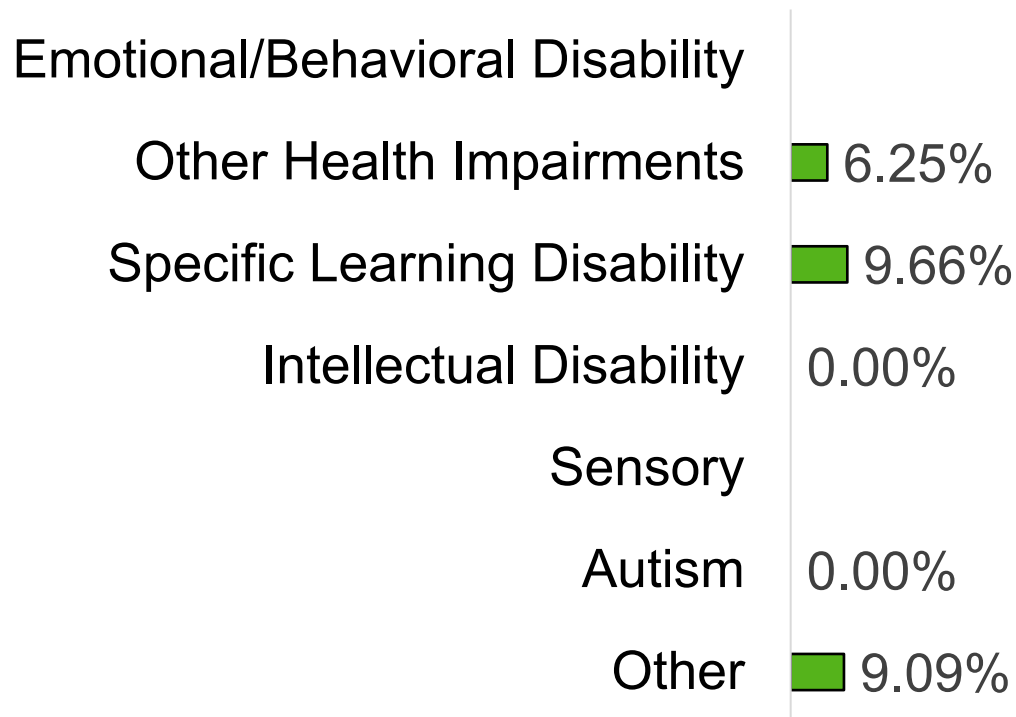 Emotional/Behavioral Disability
Other Health Impairments 6.25%
Specific Learning Disability 9.66%
Intellectual Disability 0.00%
Sensory
Autism 0.00%
Other 9.09%